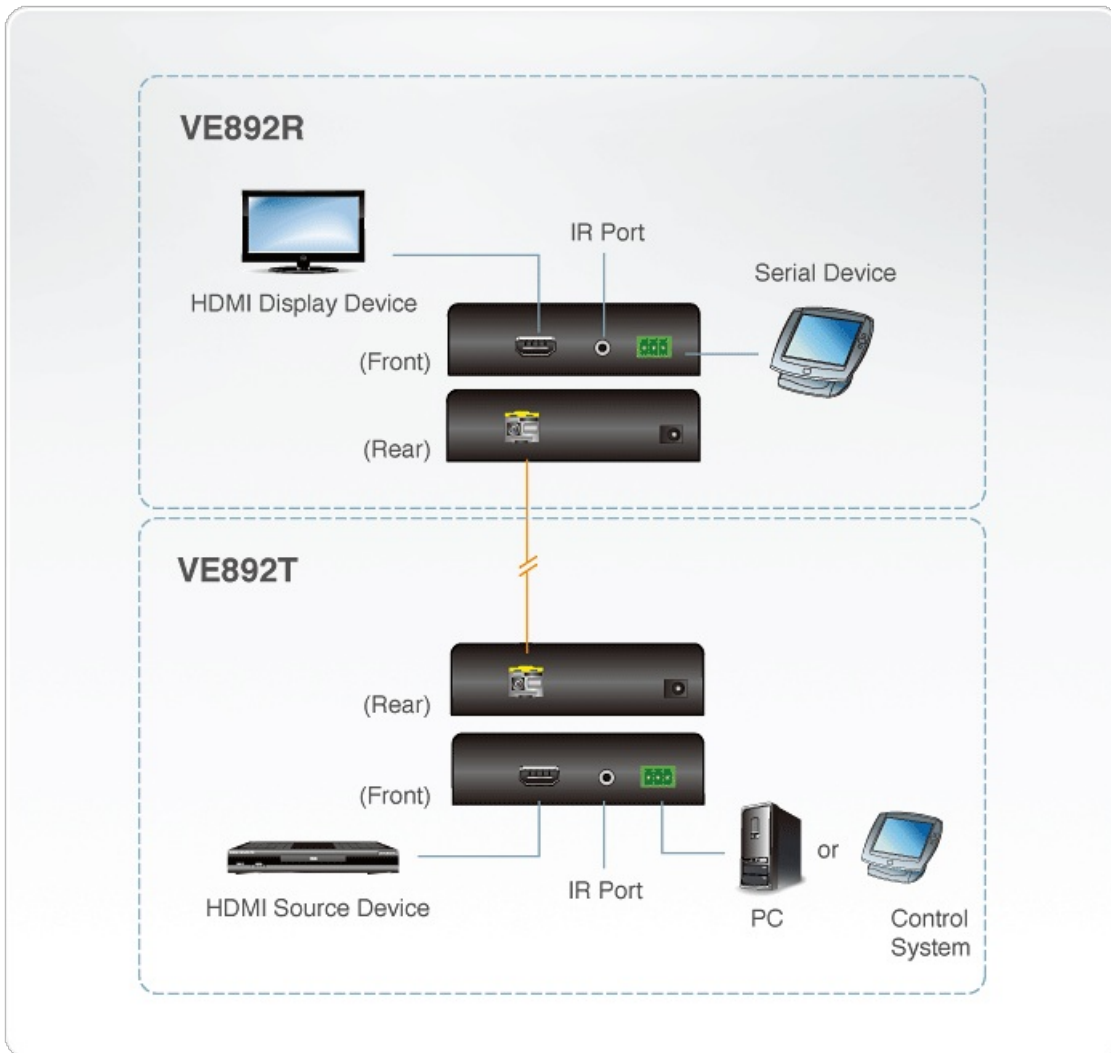 VE892R
IR Port
Serial Device
HDMI Display Device
(Front)
(Rear)
VE892T
(Rear)
(Front)
HDMI Source Device
IR Port
or
PC
Control
System